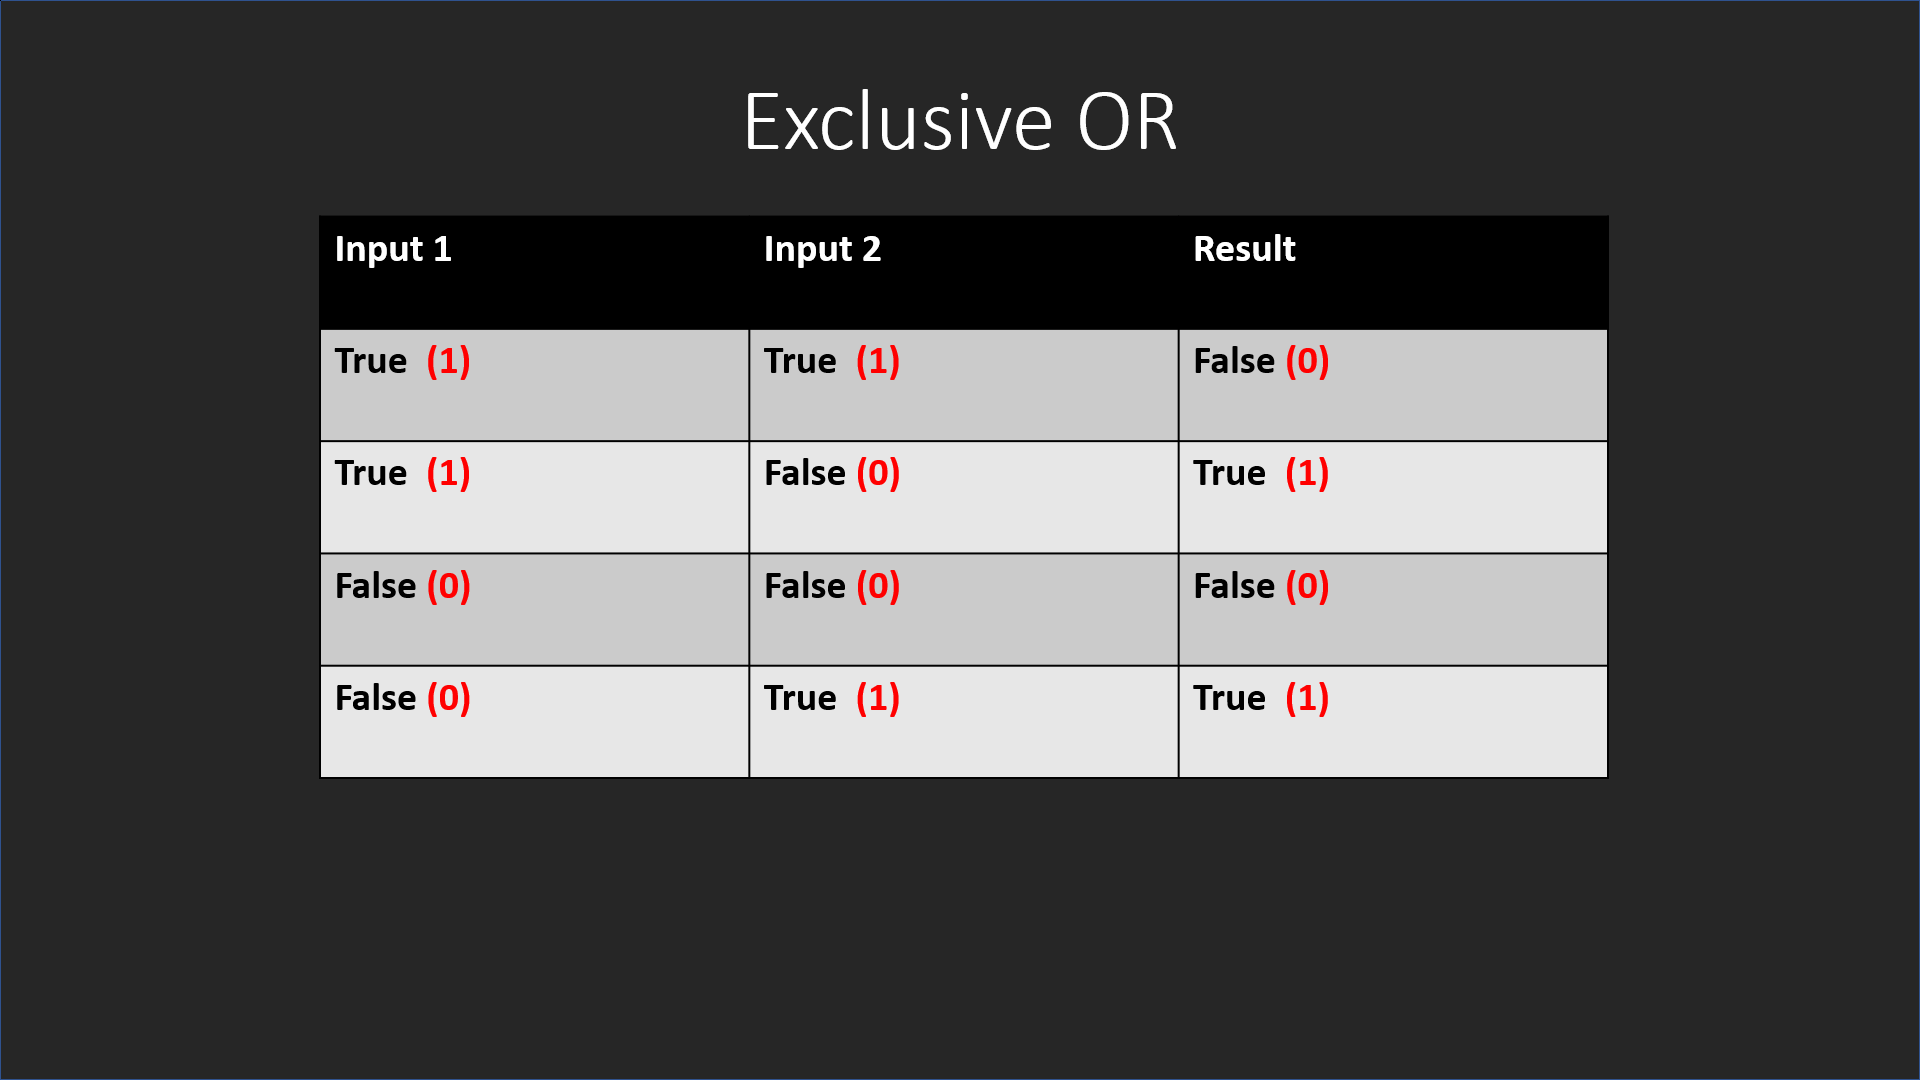 Exclusive OR
Input 1 Input 2 Result
True (1) True (1) False (0)
True (1) False (0) True (1)
False (0) False (0) False (0)
False (0) True (1) True (1)